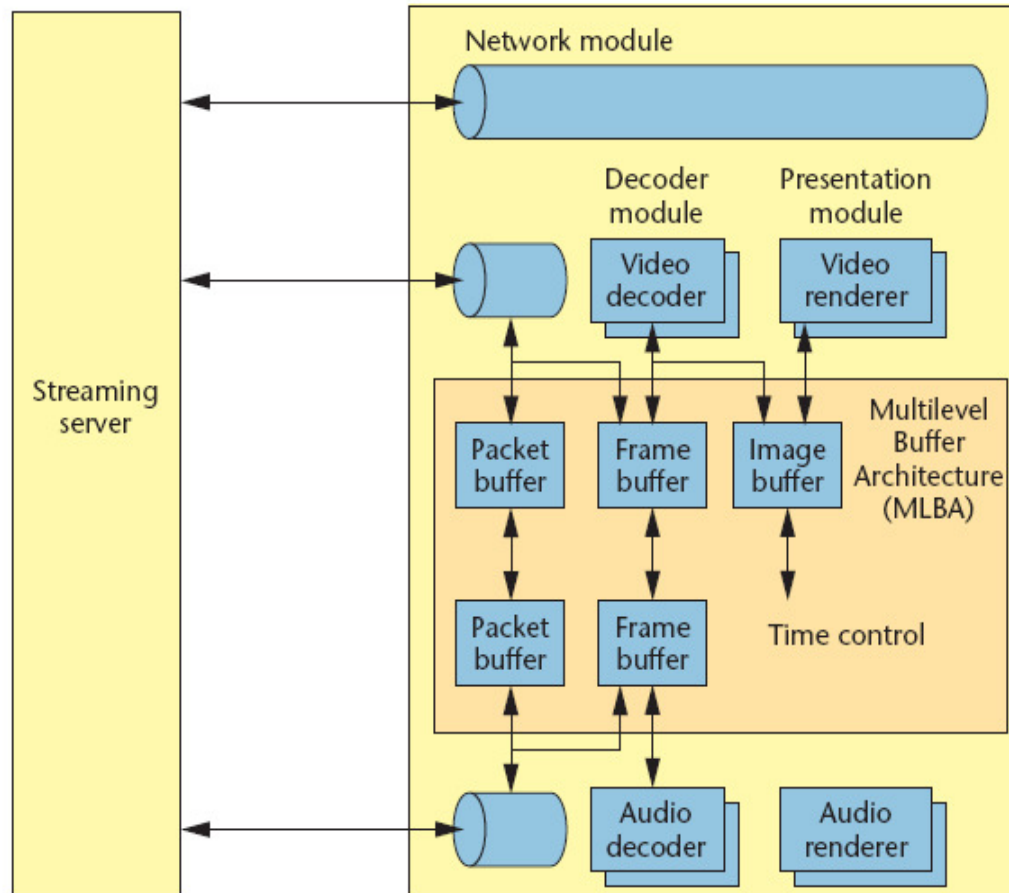 Network module
Decoder
module
Presentation
module
Video
decoder
Video
renderer
Streaming
server
Multilevel
Buffer
Architecture
(MLBA)
Packet
buffer
Frame
buffer
Image
buffer
Packet
buffer
Frame
buffer
Time control
Audio
decoder
Audio
renderer